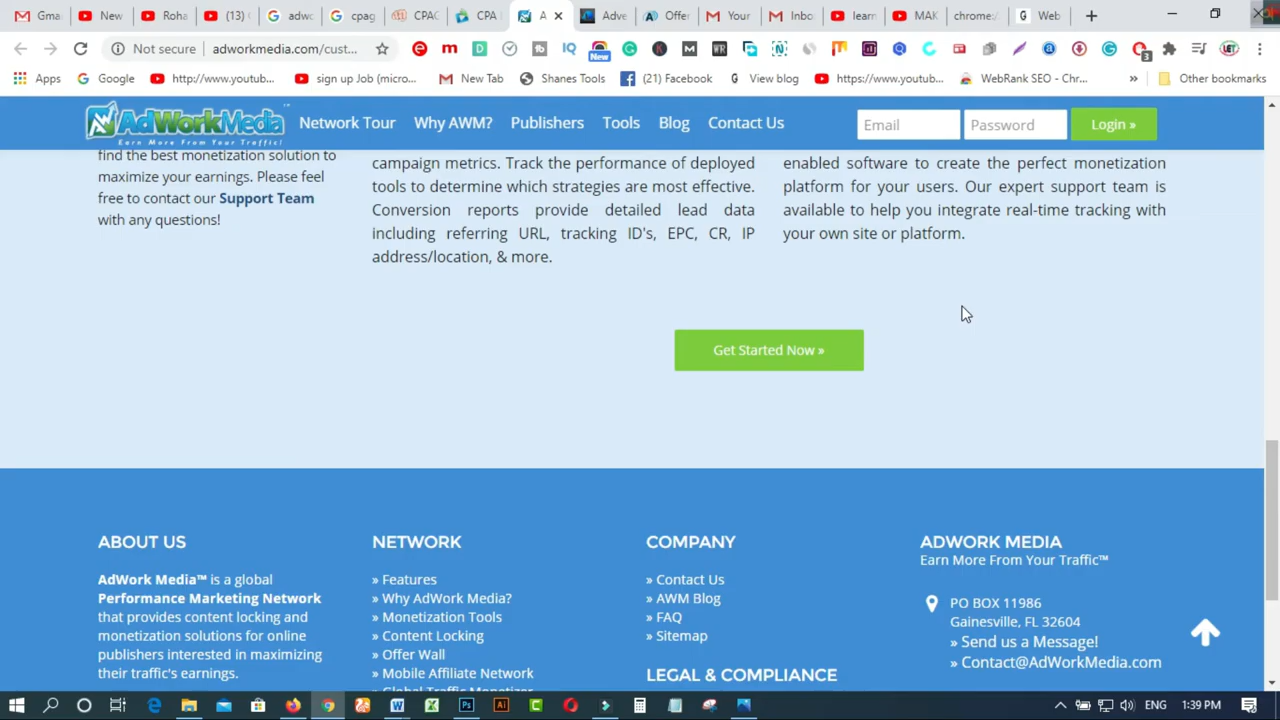 Gma
New
Roha
(13)
adwo
cpag
CPAC
CPA
A
Adve
Offer
Your
Inbo
learn
MAK
chrome:/
Web
Not secure
adworkmedia.com/cust...
New
3
Apps
Google
http://www.youtub...
sign up Job (micro...
New Tab
Shanes Tools
(21) Facebook
View blog
https://www.youtub...
WebRank SEO - Chr...
»
Other bookmarks
AdWorkMedia
Earn More From Your Traffic!
Network Tour
Why AWM?
Publishers
Tools
Blog
Contact Us
Email
Password
Login »
find the best monetization solution to
maximize your earnings. Please feel
free to contact our Support Team
with any questions!
campaign metrics. Track the performance of deployed
tools to determine which strategies are most effective.
Conversion reports provide detailed lead data
including referring URL, tracking ID's, EPC, CR, IP
address/location, & more.
enabled software to create the perfect monetization
platform for your users. Our expert support team is
available to help you integrate real-time tracking with
your own site or platform.
Get Started Now »
ABOUT US
AdWork Media™ is a global
Performance Marketing Network
that provides content locking and
monetization solutions for online
publishers interested in maximizing
their traffic's earnings.
NETWORK
» Features
» Why AdWork Media?
» Monetization Tools
» Content Locking
» Offer Wall
» Mobile Affiliate Network
» Global Traffic Monetizer
COMPANY
» Contact Us
» AWM Blog
» FAQ
» Sitemap
LEGAL & COMPLIANCE
ADWORK MEDIA
Earn More From Your Traffic™
PO BOX 11986
Gainesville, FL 32604
» Send us a Message!
» Contact@AdWorkMedia.com
ENG
1:39 PM